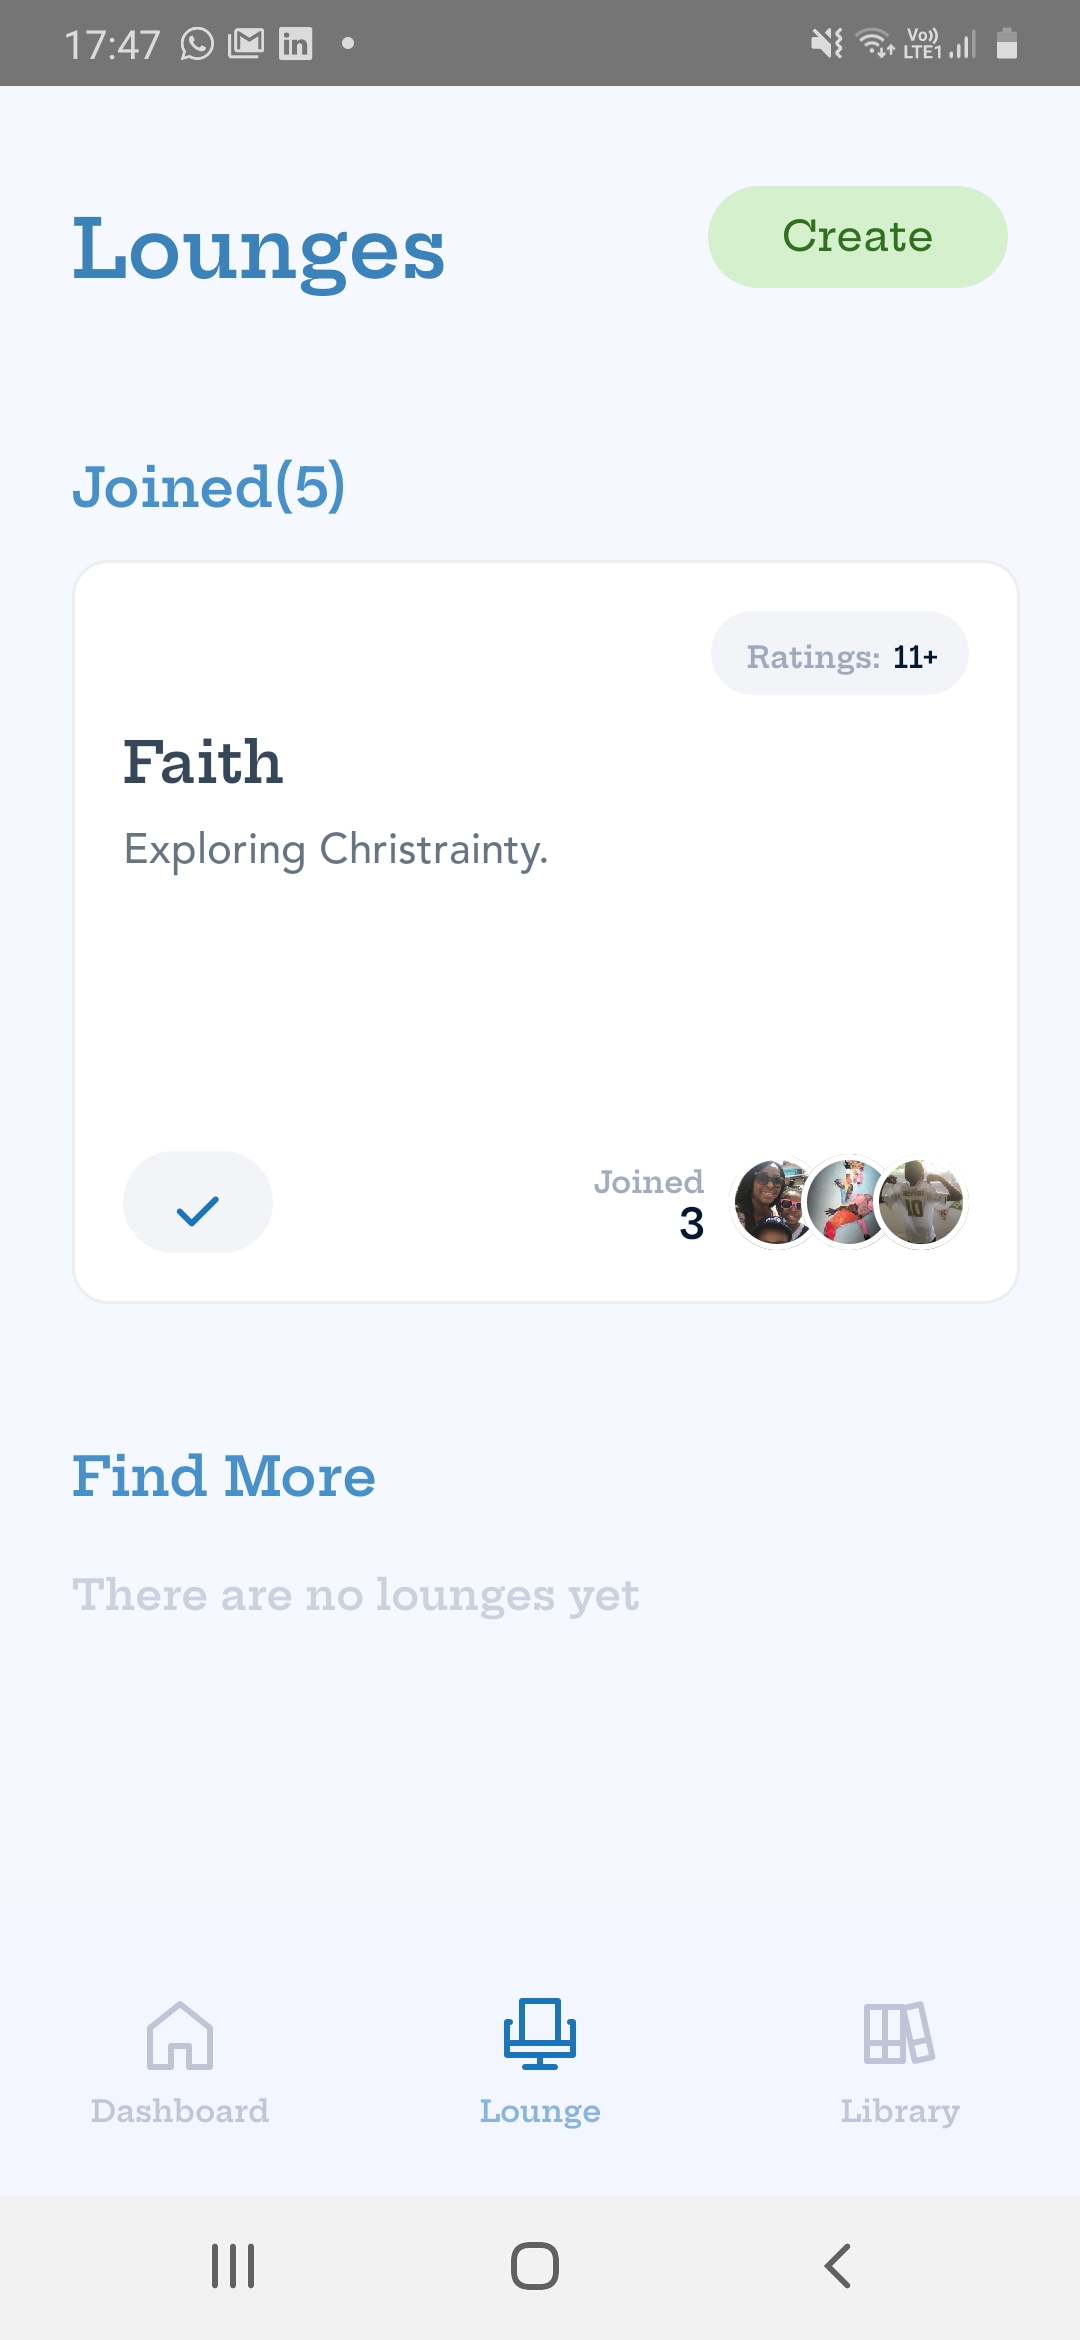 17:47
Vo))
LTE1
Lounges
Create
Joined(5)
Ratings: 11+
Faith
Exploring Christrainty.
Joined
3
10
Find More
There are no lounges yet
Dashboard
Lounge
Library